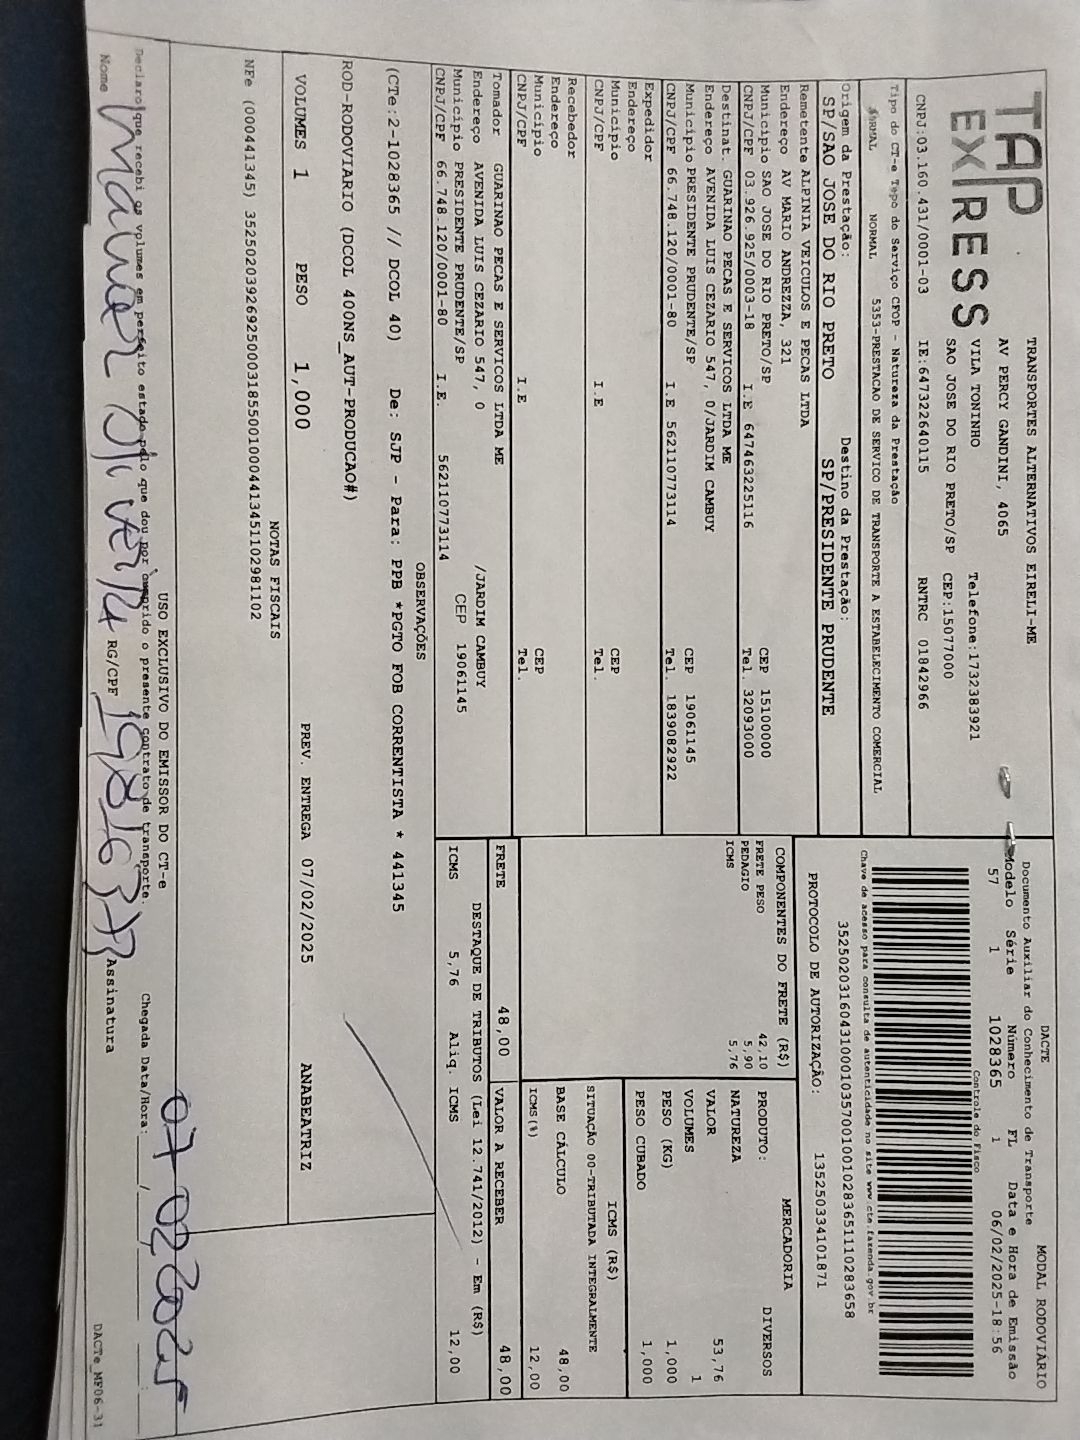 TAP
EXPRESS
TRANSPORTES ALTERNATIVOS EIRELI-ME
AV PERCY GANDINI, 4065
VILA TONINHO Telefone:1732383921
SAO JOSE DO RIO PRETO/SP CEP:15077000
CNPJ:03.160.431/0001-03 IE:647322640115 RNTRC 01842966
DACTE MODAL RODOVIÁRIO
Documento Auxiliar do Conhecimento de Transporte
Modelo Série Número FL Data e Hora de Emissão
57 1 1028365 1 06/02/2025-18:56
Controle do Fisco
Chave de acesso para consulta de autenticidade no site www.cte.fazenda.gov.br
35250203160431000103570010010283651110283658
PROTOCOLO DE AUTORIZAÇÃO: 135250334101871
Tipo do CT-e Tepo do Serviço CFOP - Natureza da Prestação
NORMAL NORMAL 5353-PRESTACAO DE SERVICO DE TRANSPORTE A ESTABELECIMENTO COMERCIAL
Origem da Prestação: Destino da Prestação:
SP/SAO JOSE DO RIO PRETO SP/PRESIDENTE PRUDENTE
Remetente ALPINIA VEICULOS E PECAS LTDA
Endereço AV MARIO ANDREZZA, 321
Município SAO JOSE DO RIO PRETO/SP CEP 15100000
CNPJ/CPF 03.926.925/0003-18 I.E 647463225116 Tel. 32093000
Destinat. GUARINAO PECAS E SERVICOS LTDA ME
Endereço AVENIDA LUIS CEZARIO 547, 0/JARDIM CAMBUY
Município PRESIDENTE PRUDENTE/SP CEP 19061145
CNPJ/CPF 66.748.120/0001-80 I.E 562110773114 Tel. 1839082922
Expedidor
Endereço
Município CEP
CNPJ/CPF I.E Tel.
Recebedor
Endereço
Município CEP
CNPJ/CPF I.E Tel.
Tomador GUARINAO PECAS E SERVICOS LTDA ME
Endereço AVENIDA LUIS CEZARIO 547, 0 /JARDIM CAMBUY
Município PRESIDENTE PRUDENTE/SP CEP 19061145
CNPJ/CPF 66.748.120/0001-80 I.E. 562110773114
COMPONENTES DO FRETE (R$)
FRETE PESO 42,10
PEDAGIO 5,90
ICMS 5,76
MERCADORIA
PRODUTO: DIVERSOS
NATUREZA
VALOR 53,76
VOLUMES 1
PESO (KG) 1,000
PESO CUBADO 1,000
ICMS (R$)
SITUAÇÃO 00-TRIBUTADA INTEGRALMENTE
BASE CÁLCULO 48,00
ICMS(%) 12,00
FRETE 48,00 VALOR A RECEBER 48,00
DESTAQUE DE TRIBUTOS (Lei 12.741/2012) - Em (R$)
ICMS 5,76 Aliq. ICMS 12,00
OBSERVAÇÕES
(CTe:2-1028365 // DCOL 40) De: SJP - Para: PPB *PGTO FOB CORRENTISTA * 441345
ROD-RODOVIARIO (DCOL 400NS_AUT-PRODUCAO#)
VOLUMES 1 PESO 1,000 PREV. ENTREGA 07/02/2025 ANABEATRIZ
NOTAS FISCAIS
NFe (000441345) 35250203926925000318550010004413451102981102
USO EXCLUSIVO DO EMISSOR DO CT-e
Declaro que recebi os volumes em perfeito estado pelo que dou por cumprido o presente contrato de transporte.
Chegada Data/Hora: 07 02 2025
Nome RG/CPF Assinatura
DACTe_MF06-31